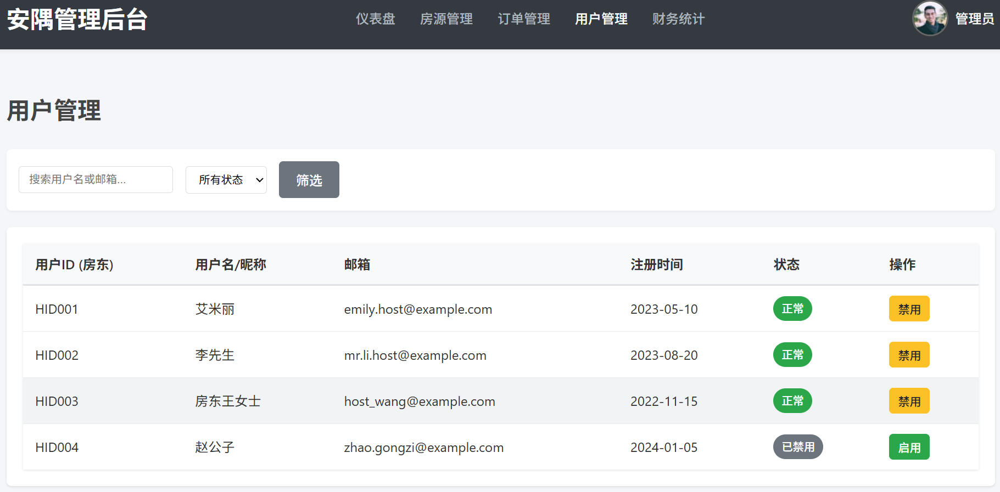 安隅管理后台 仪表盘 房源管理 订单管理 用户管理 财务统计 管理员
用户管理
搜索用户名或邮箱... 所有状态 筛选
用户ID (房东) 用户名/昵称 邮箱 注册时间 状态 操作
HID001 艾米丽 emily.host@example.com 2023-05-10 正常 禁用
HID002 李先生 mr.li.host@example.com 2023-08-20 正常 禁用
HID003 房东王女士 host_wang@example.com 2022-11-15 正常 禁用
HID004 赵公子 zhao.gongzi@example.com 2024-01-05 已禁用 启用